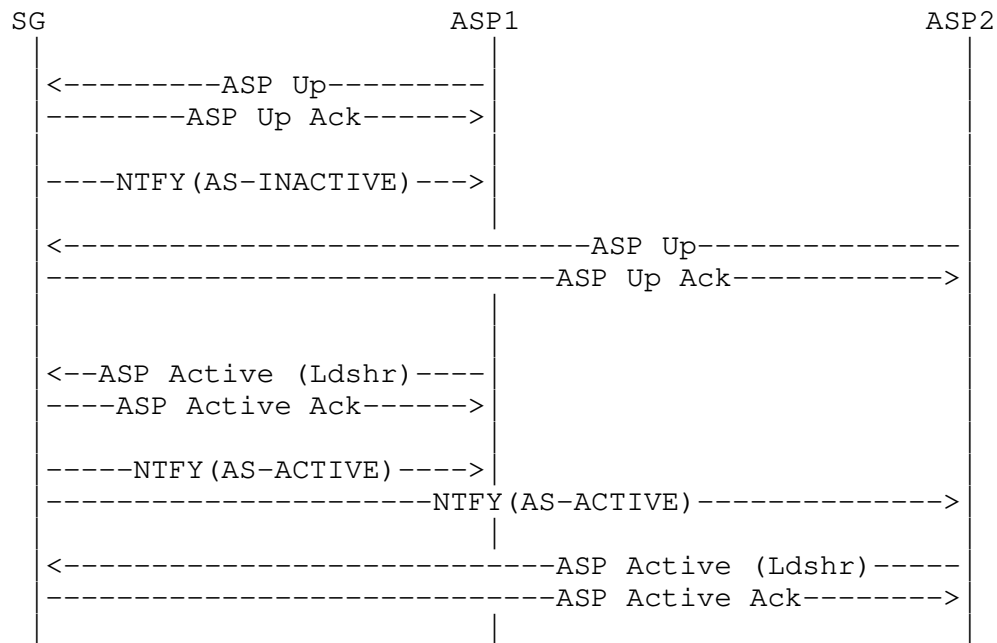 SG ASP1 ASP2
<---------ASP Up---------
--------ASP Up Ack------>
----NTFY(AS-INACTIVE)--->
<------------------------------ASP Up---------------
-----------------------------ASP Up Ack------------>
<--ASP Active (Ldshr)----
----ASP Active Ack------>
-----NTFY(AS-ACTIVE)---->
----------------------NTFY(AS-ACTIVE)-------------->
<----------------------------ASP Active (Ldshr)-----
-----------------------------ASP Active Ack-------->